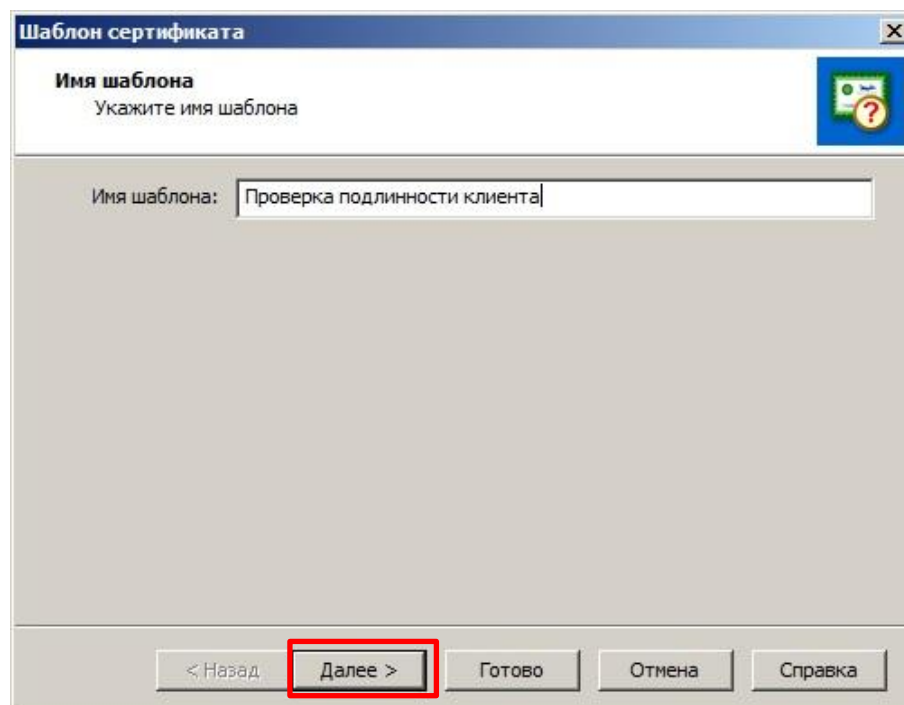 Шаблон сертификата
Имя шаблона
Укажите имя шаблона
Имя шаблона: Проверка подлинности клиента
< Назад Далее > Готово Отмена Справка